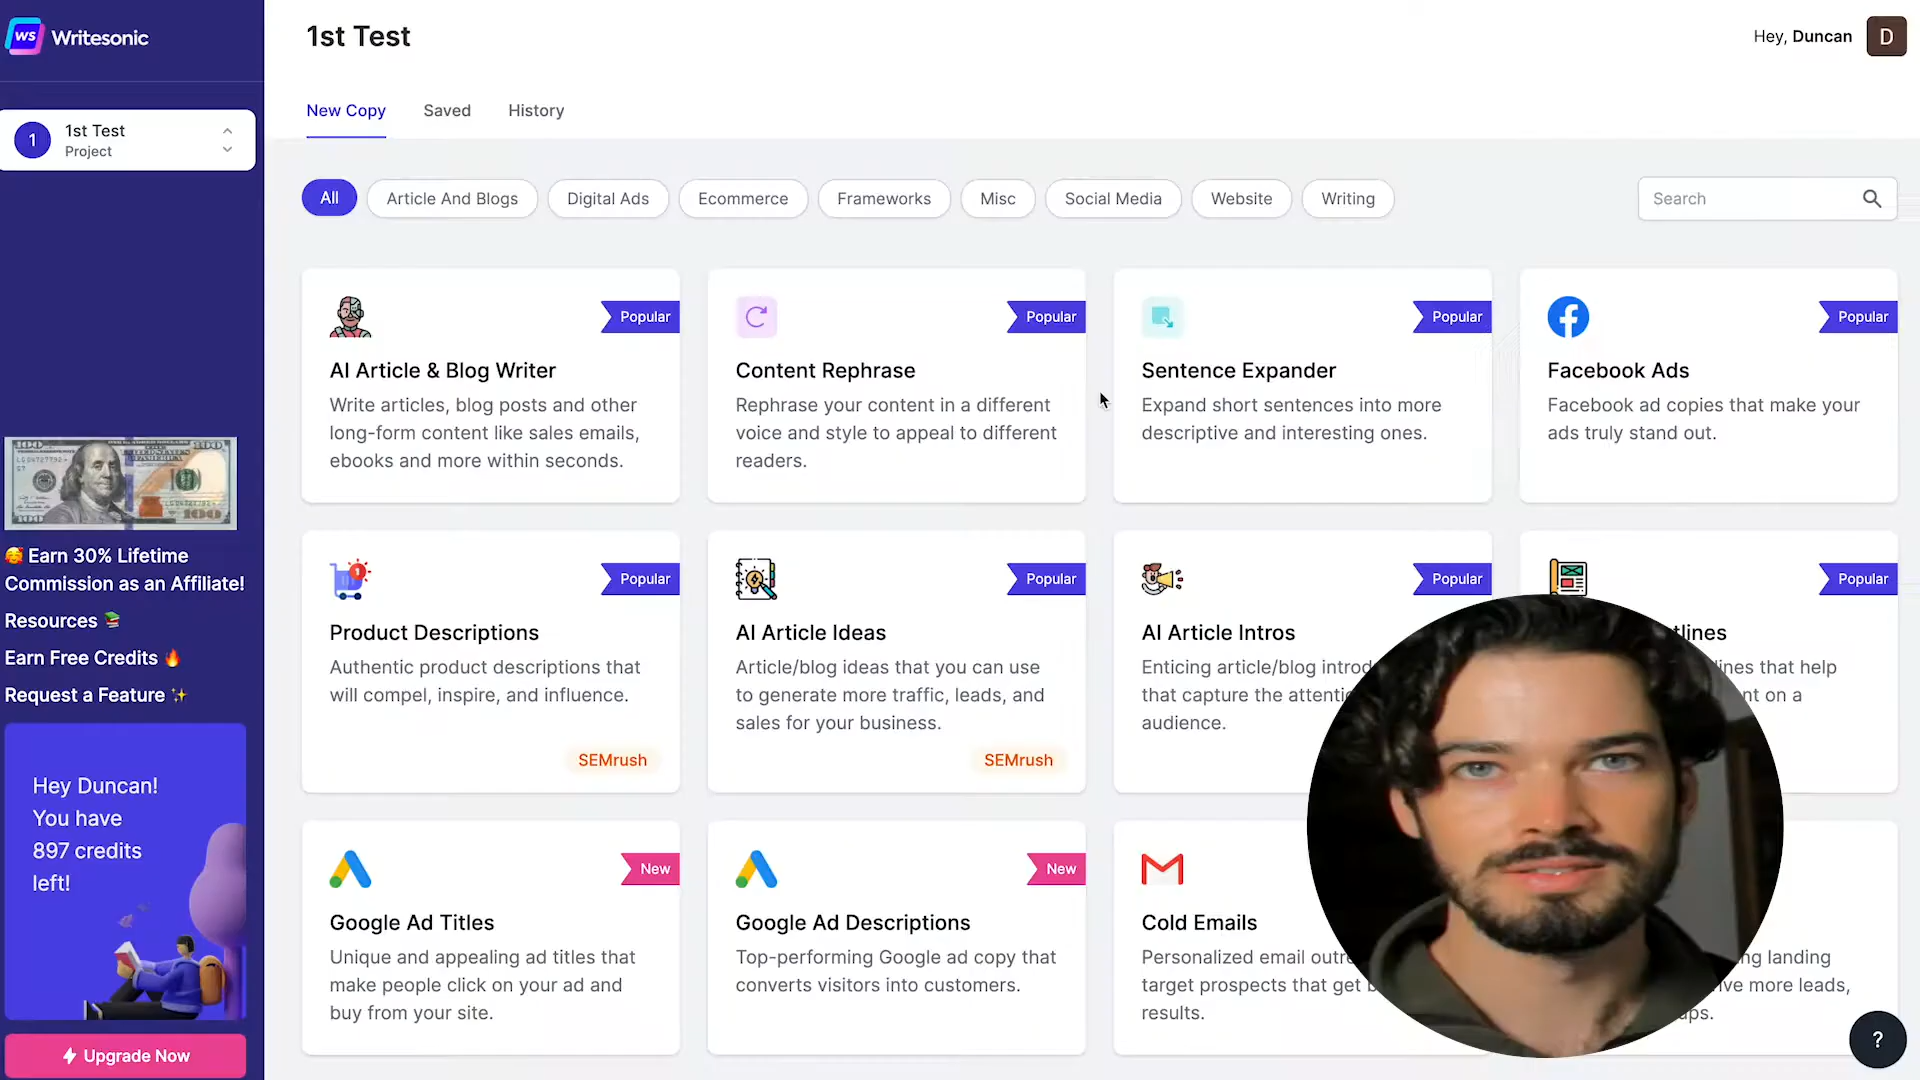 WS Writesonic
1st Test
Hey, Duncan
D
New Copy
Saved
History
1
1st Test
Project
All
Article And Blogs
Digital Ads
Ecommerce
Frameworks
Misc
Social Media
Website
Writing
Search
Popular
AI Article & Blog Writer
Write articles, blog posts and other
long-form content like sales emails,
ebooks and more within seconds.
Popular
Content Rephrase
Rephrase your content in a different
voice and style to appeal to different
readers.
Popular
Sentence Expander
Expand short sentences into more
descriptive and interesting ones.
Popular
Facebook Ads
Facebook ad copies that make your
ads truly stand out.
🥰 Earn 30% Lifetime
Commission as an Affiliate!
Resources 📚
Earn Free Credits 🔥
Request a Feature ✨
Popular
Product Descriptions
Authentic product descriptions that
will compel, inspire, and influence.
SEMrush
Popular
AI Article Ideas
Article/blog ideas that you can use
to generate more traffic, leads, and
sales for your business.
SEMrush
Popular
AI Article Intros
Enticing article/blog
that capture the
audience.
Popular
that help
on a
Hey Duncan!
You have
897 credits
left!
Upgrade Now
New
Google Ad Titles
Unique and appealing ad titles that
make people click on your ad and
buy from your site.
New
Google Ad Descriptions
Top-performing Google ad copy that
converts visitors into customers.
Cold Emails
Personalized email
target prospects that get
results.
landing
more leads,
?